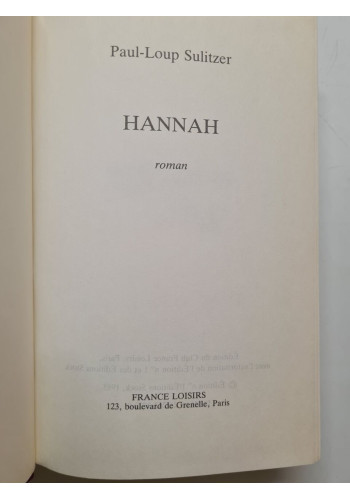 Paul-Loup Sulitzer
HANNAH
roman
FRANCE LOISIRS
123, boulevard de Grenelle, Paris